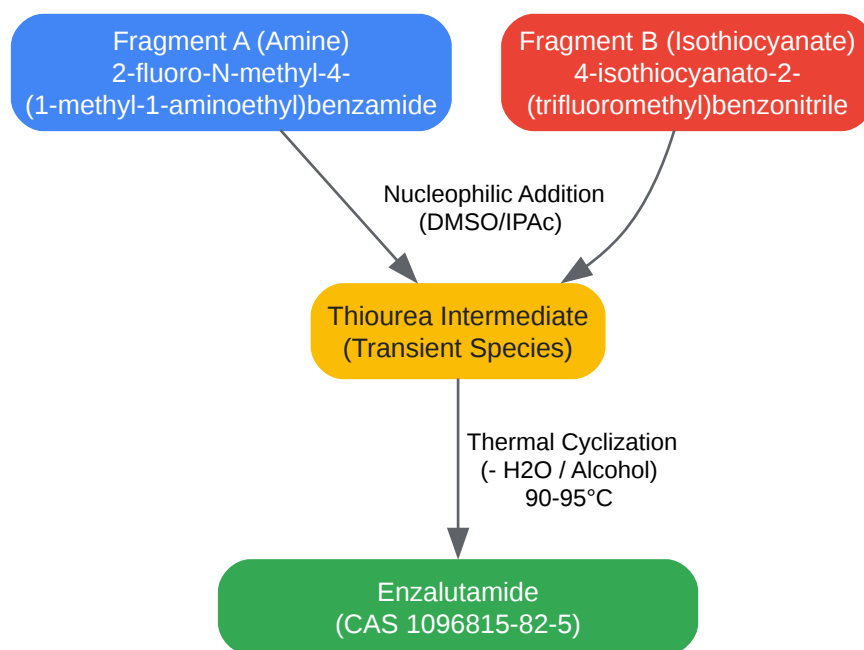 Fragment A (Amine)
2-fluoro-N-methyl-4-
(1-methyl-1-aminoethyl)benzamide
Fragment B (Isothiocyanate)
4-isothiocyanato-2-
(trifluoromethyl)benzonitrile
Nucleophilic Addition
(DMSO/IPAc)
Thiourea Intermediate
(Transient Species)
Thermal Cyclization
(- H2O / Alcohol)
90-95°C
Enzalutamide
(CAS 1096815-82-5)